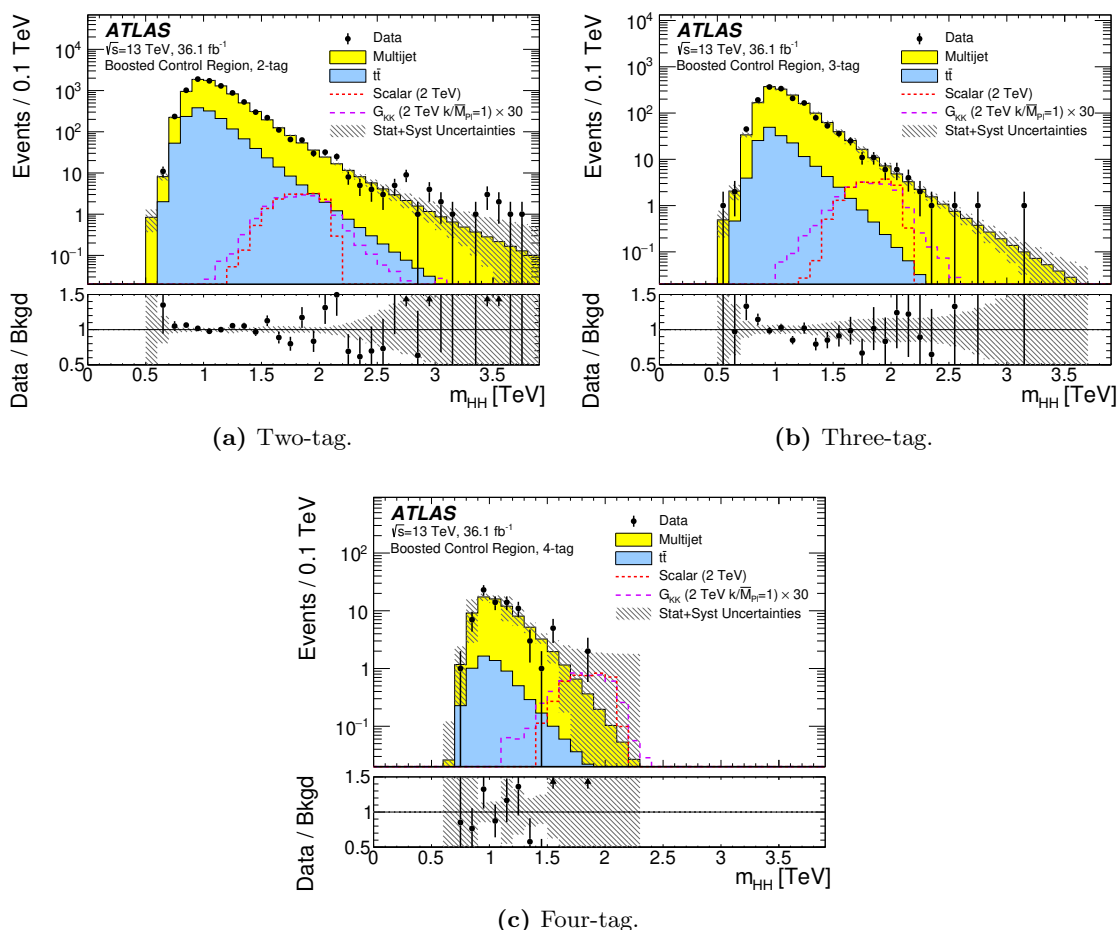 ATLAS
√s=13 TeV, 36.1 fb⁻¹
Boosted Control Region, 2-tag
Data
Multijet
tt̄
Scalar (2 TeV)
G_KK (2 TeV k/M̄_Pl=1) × 30
Stat+Syst Uncertainties
Events / 0.1 TeV
10⁴
10³
10²
10
1
10⁻¹
Data / Bkgd
1.5
1
0.5
0 0.5 1 1.5 2 2.5 3 3.5
m_HH [TeV]
(a) Two-tag.
ATLAS
√s=13 TeV, 36.1 fb⁻¹
Boosted Control Region, 3-tag
Data
Multijet
tt̄
Scalar (2 TeV)
G_KK (2 TeV k/M̄_Pl=1) × 30
Stat+Syst Uncertainties
Events / 0.1 TeV
10⁴
10³
10²
10
1
10⁻¹
Data / Bkgd
1.5
1
0.5
0 0.5 1 1.5 2 2.5 3 3.5
m_HH [TeV]
(b) Three-tag.
ATLAS
√s=13 TeV, 36.1 fb⁻¹
Boosted Control Region, 4-tag
Data
Multijet
tt̄
Scalar (2 TeV)
G_KK (2 TeV k/M̄_Pl=1) × 30
Stat+Syst Uncertainties
Events / 0.1 TeV
10²
10
1
10⁻¹
Data / Bkgd
1.5
1
0.5
0 0.5 1 1.5 2 2.5 3 3.5
m_HH [TeV]
(c) Four-tag.